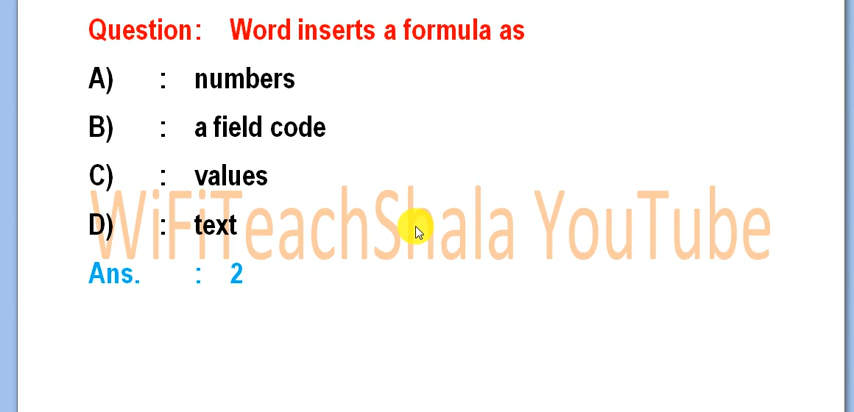 Question: Word inserts a formula as
A) : numbers
B) : a field code
C) : values
D) : text
WiFiTeachShala YouTube
Ans. : 2